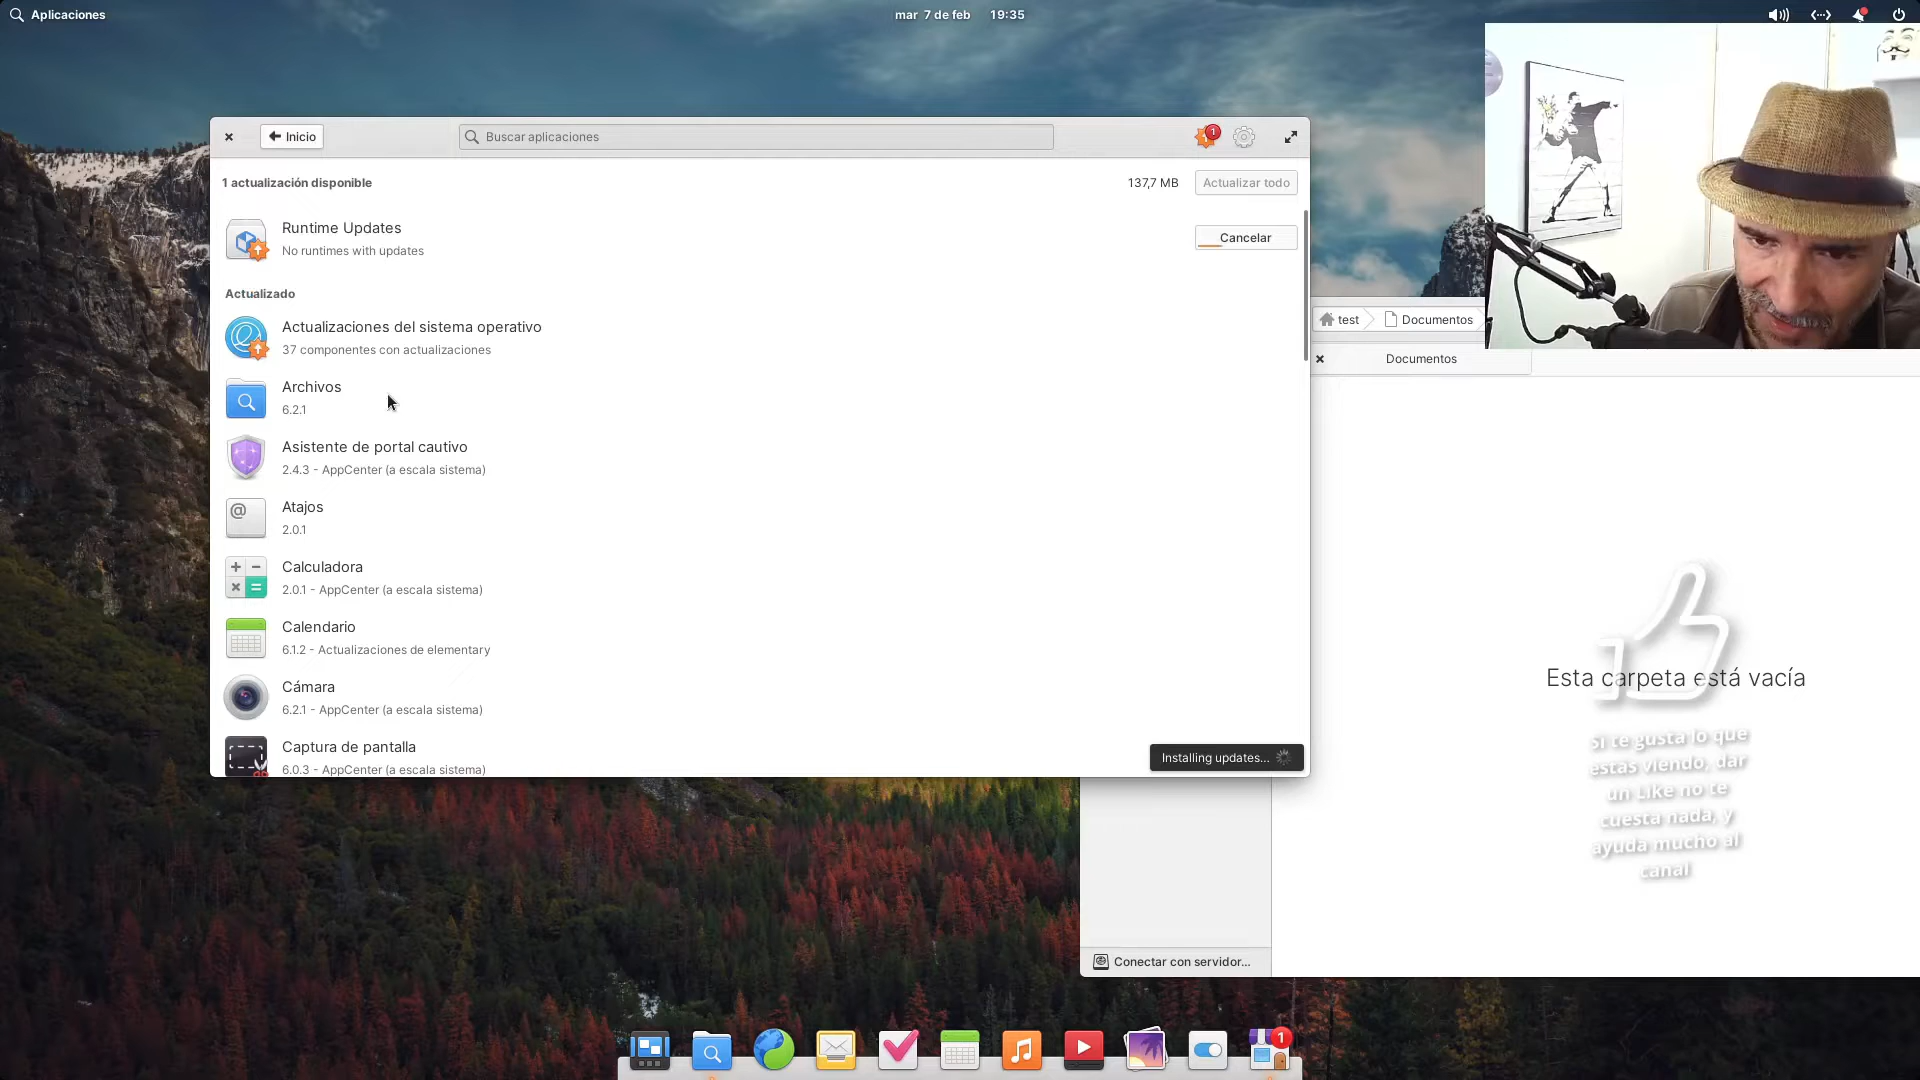 Aplicaciones
mar 7 de feb 19:35
Inicio
Buscar aplicaciones
1
1 actualización disponible
137,7 MB
Actualizar todo
Runtime Updates
No runtimes with updates
Cancelar
Actualizado
Actualizaciones del sistema operativo
37 componentes con actualizaciones
Archivos
6.2.1
Asistente de portal cautivo
2.4.3 - AppCenter (a escala sistema)
@
Atajos
2.0.1
Calculadora
2.0.1 - AppCenter (a escala sistema)
Calendario
6.1.2 - Actualizaciones de elementary
Cámara
6.2.1 - AppCenter (a escala sistema)
Captura de pantalla
6.0.3 - AppCenter (a escala sistema)
Installing updates...
test
Documentos
Documentos
Esta carpeta está vacía
Si te gusta lo que
estas viendo, dar
un Like no te
cuesta nada, y
ayuda mucho al
canal
Conectar con servidor...
1